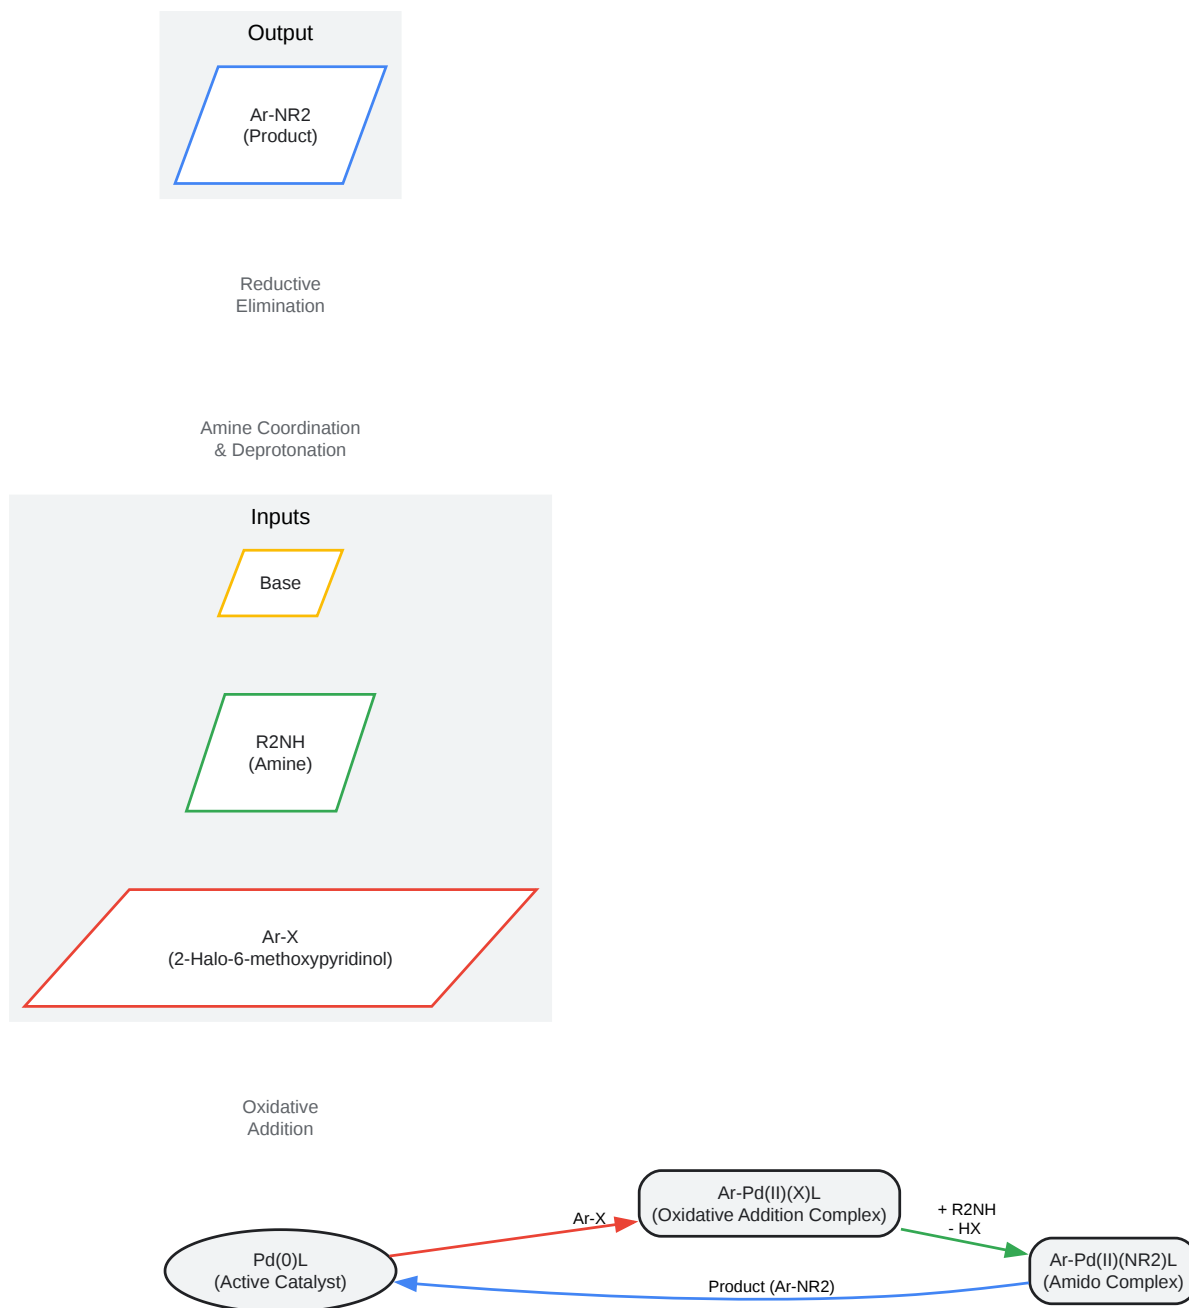 Output
Ar-NR2
(Product)
Reductive
Elimination
Amine Coordination
& Deprotonation
Inputs
Base
R2NH
(Amine)
Ar-X
(2-Halo-6-methoxypyridinol)
Oxidative
Addition
Ar-Pd(II)(X)L
(Oxidative Addition Complex)
Ar-X
+ R2NH
- HX
Pd(0)L
(Active Catalyst)
Ar-Pd(II)(NR2)L
(Amido Complex)
Product (Ar-NR2)